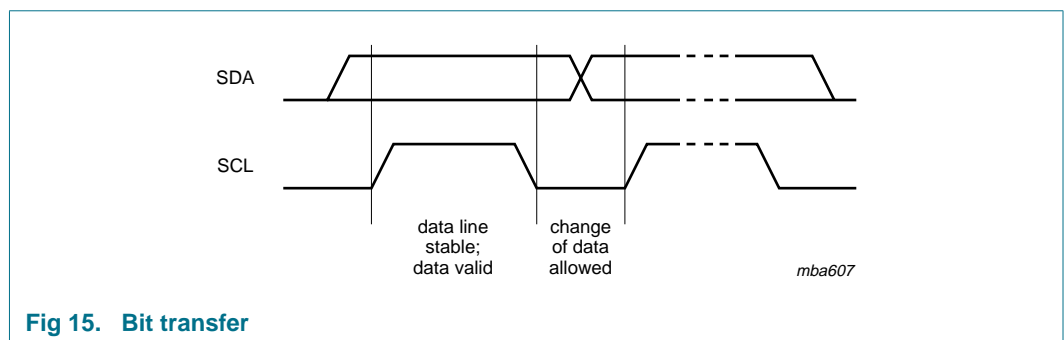 SDA
SCL
data line
stable;
data valid
change
of data
allowed
mba607
Fig 15. Bit transfer